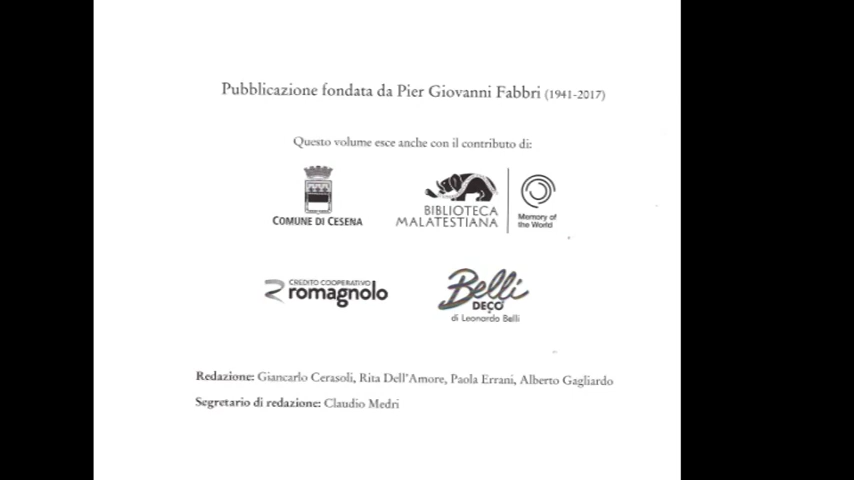 Pubblicazione fondata da Pier Giovanni Fabbri (1941-2017)
Questo volume esce anche con il contributo di:
COMUNE DI CESENA
BIBLIOTECA
MALATESTIANA
Memory of
the World
CREDITO COOPERATIVO
romagnolo
Belli
DECO
di Leonardo Belli
Redazione: Giancarlo Cerasoli, Rita Dell'Amore, Paola Errani, Alberto Gagliardo
Segretario di redazione: Claudio Medri